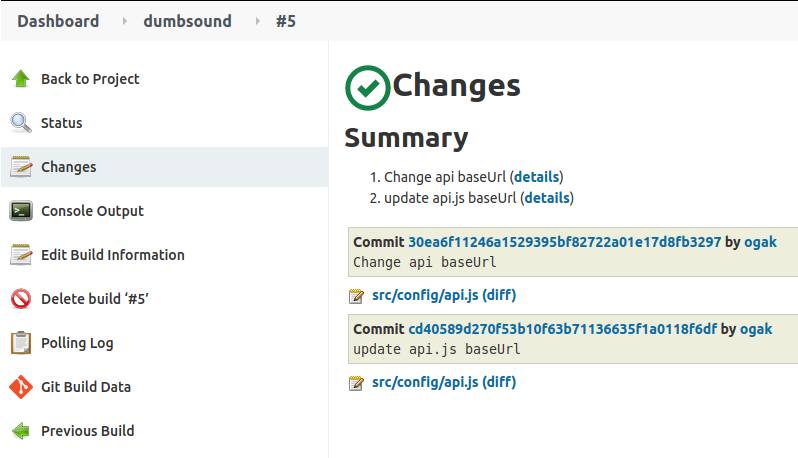 Dashboard dumbsound #5
Back to Project
Status
Changes
Console Output
Edit Build Information
Delete build ‘#5’
Polling Log
Git Build Data
Previous Build
Changes
Summary
1. Change api baseUrl (details)
2. update api.js baseUrl (details)
Commit 30ea6f11246a1529395bf82722a01e17d8fb3297 by ogak
Change api baseUrl
src/config/api.js (diff)
Commit cd40589d270f53b10f63b71136635f1a0118f6df by ogak
update api.js baseUrl
src/config/api.js (diff)